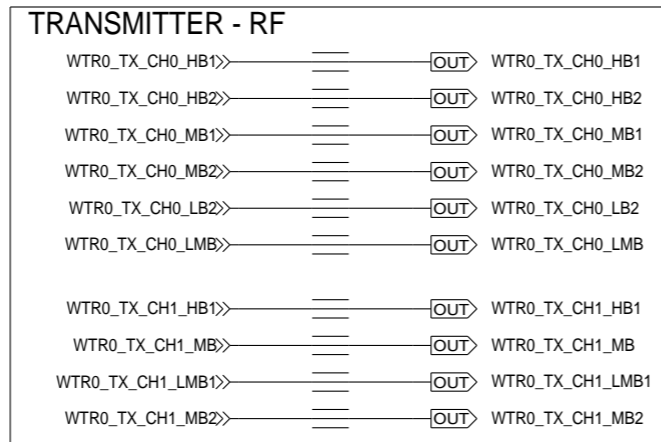 TRANSMITTER - RF
WTR0_TX_CH0_HB1 OUT WTR0_TX_CH0_HB1
WTR0_TX_CH0_HB2 OUT WTR0_TX_CH0_HB2
WTR0_TX_CH0_MB1 OUT WTR0_TX_CH0_MB1
WTR0_TX_CH0_MB2 OUT WTR0_TX_CH0_MB2
WTR0_TX_CH0_LB2 OUT WTR0_TX_CH0_LB2
WTR0_TX_CH0_LMB OUT WTR0_TX_CH0_LMB
WTR0_TX_CH1_HB1 OUT WTR0_TX_CH1_HB1
WTR0_TX_CH1_MB OUT WTR0_TX_CH1_MB
WTR0_TX_CH1_LMB1 OUT WTR0_TX_CH1_LMB1
WTR0_TX_CH1_MB2 OUT WTR0_TX_CH1_MB2